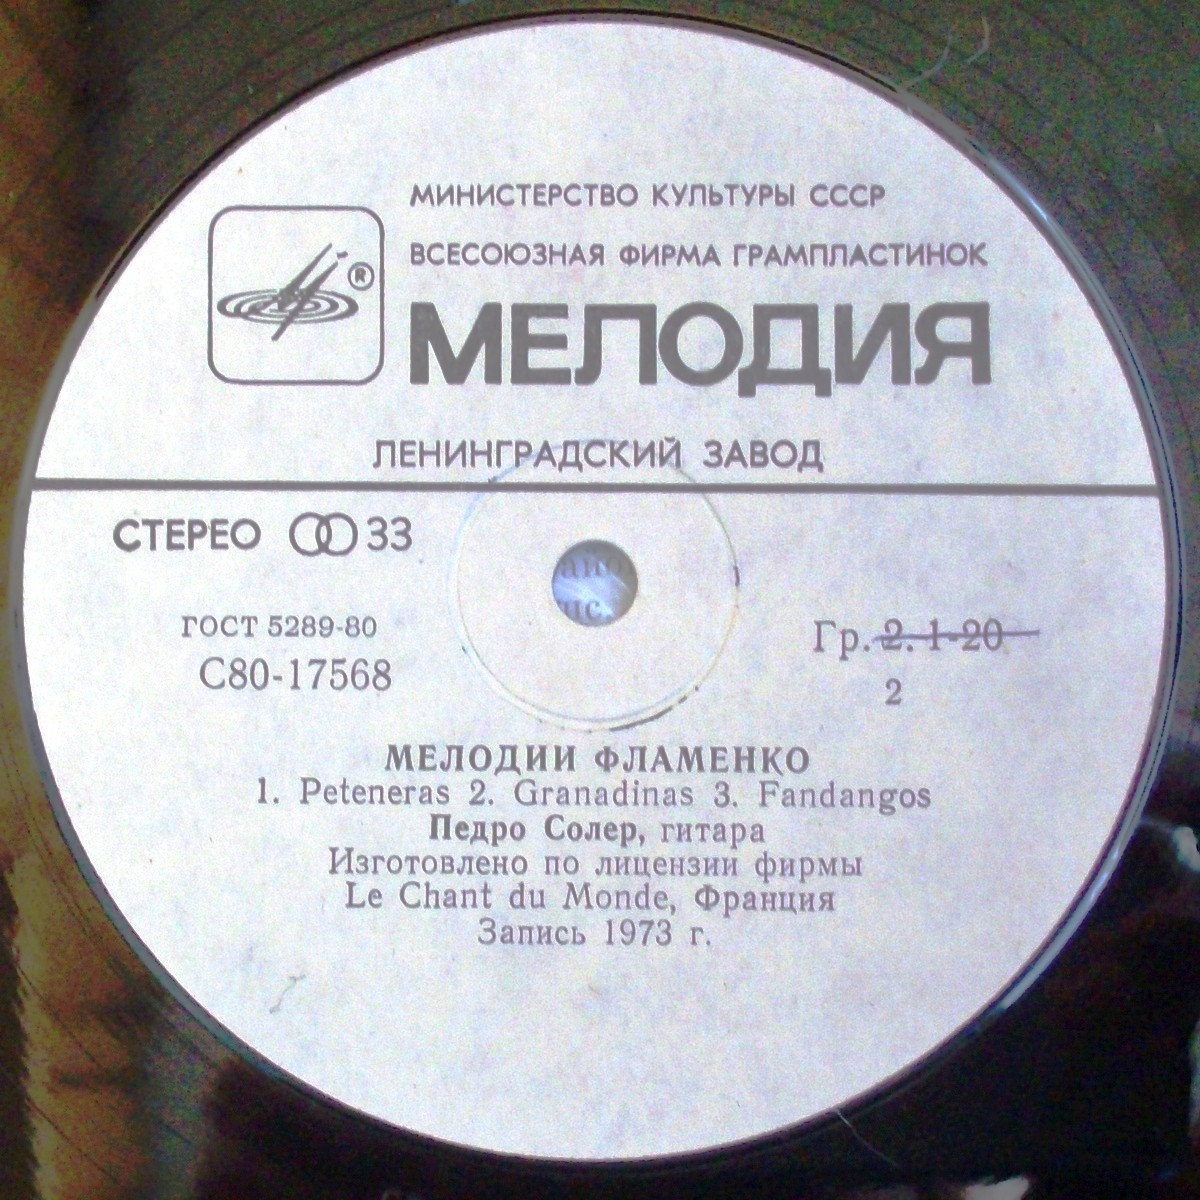 МИНИСТЕРСТВО КУЛЬТУРЫ СССР
ВСЕСОЮЗНАЯ ФИРМА ГРАМПЛАСТИНОК
®
МЕЛОДИЯ
ЛЕНИНГРАДСКИЙ ЗАВОД
СТЕРЕО 33
ГОСТ 5289-80
С80-17568
Гр. 2. 1-20
2
МЕЛОДИИ ФЛАМЕНКО
1. Peteneras 2. Granadinas 3. Fandangos
Педро Солер, гитара
Изготовлено по лицензии фирмы
Le Chant du Monde, Франция
Запись 1973 г.